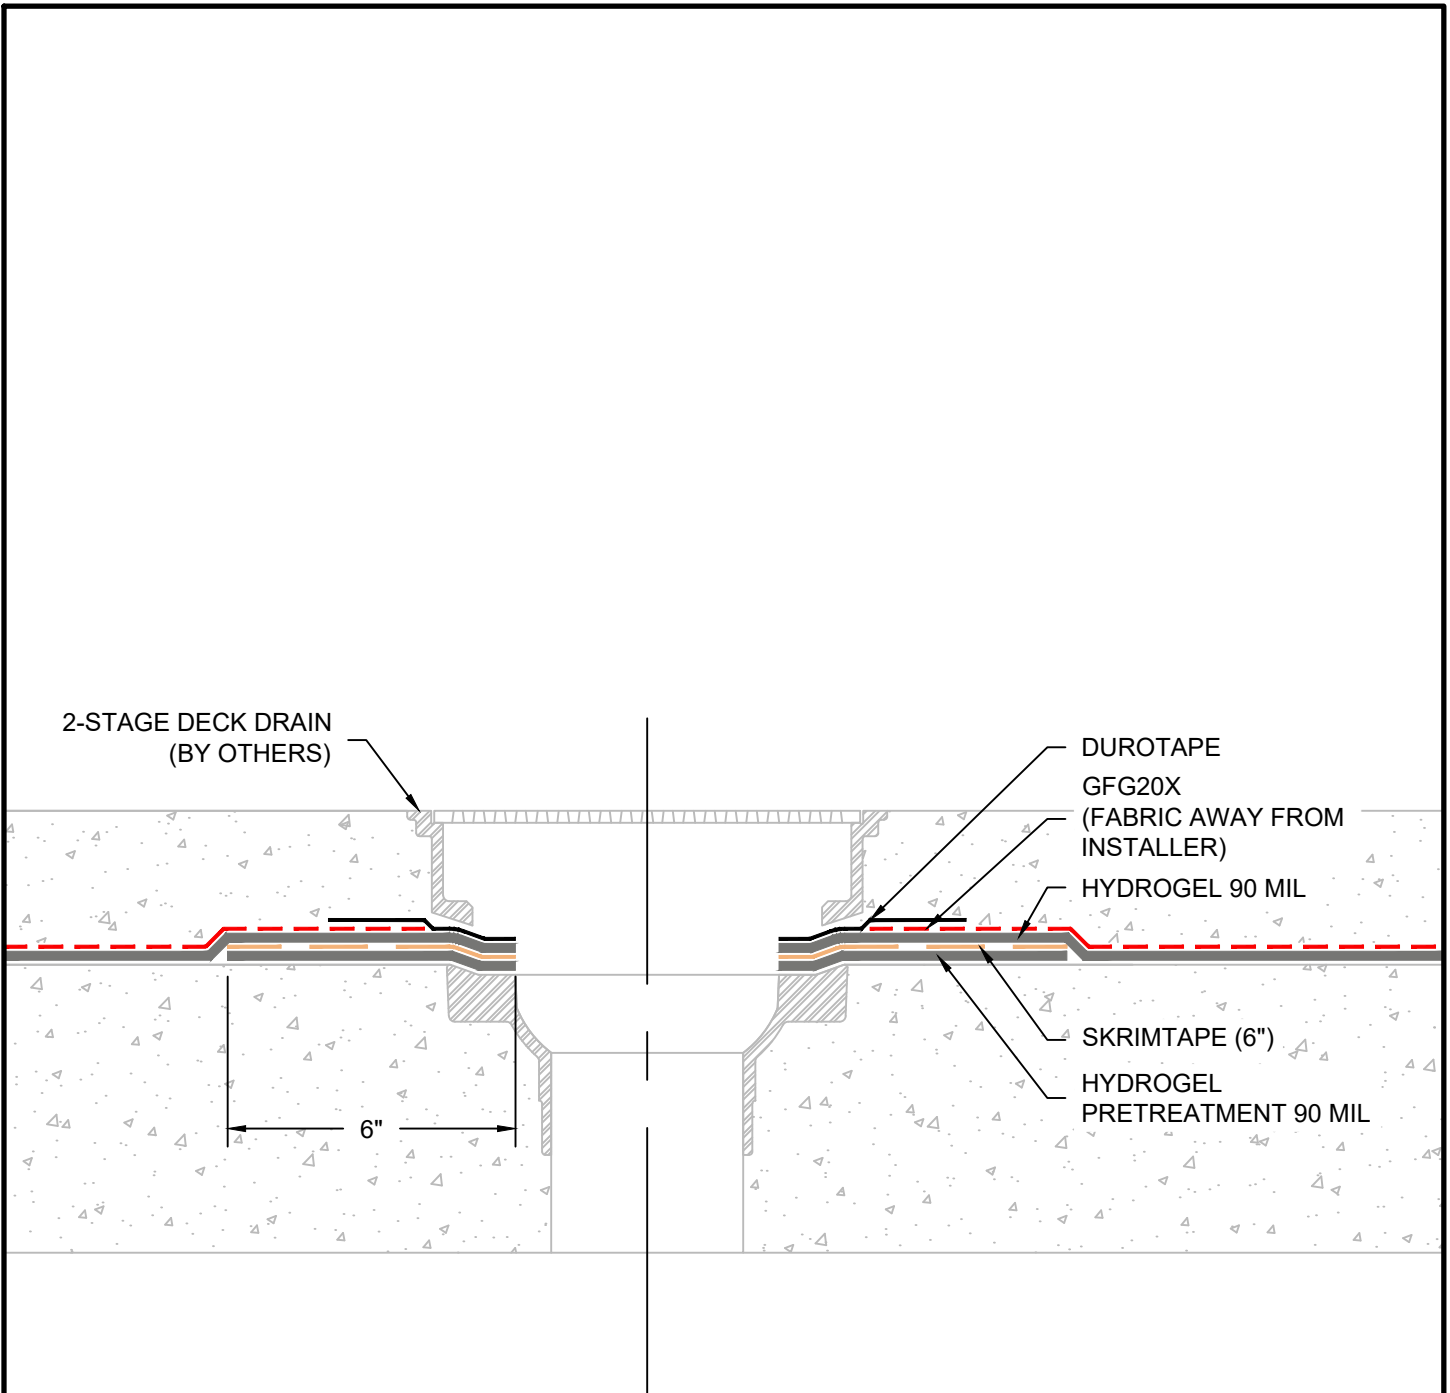 2-STAGE DECK DRAIN
(BY OTHERS)
DUROTAPE
GFG20X
(FABRIC AWAY FROM
INSTALLER)
HYDROGEL 90 MIL
SKRIMTAPE (6")
HYDROGEL
PRETREATMENT 90 MIL
6"